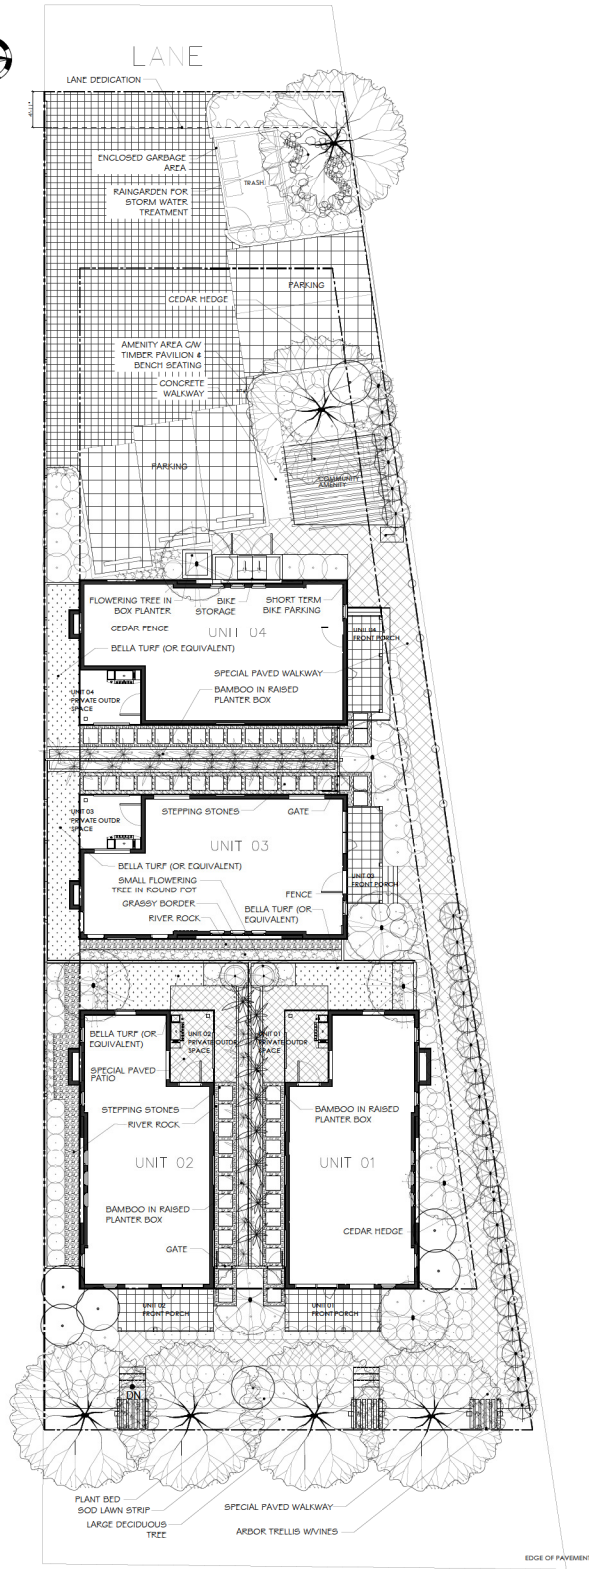 LANE
LANE DEDICATION
ENCLOSED GARBAGE
AREA
TRASH
RAINGARDEN FOR
STORM WATER
TREATMENT
PARKING
CEDAR HEDGE
AMENITY AREA C/W
TIMBER PAVILION &
BENCH SEATING
CONCRETE
WALKWAY
PARKING
COMMUNITY
AMENITY
FLOWERING TREE IN
BOX PLANTER
BIKE
STORAGE
SHORT TERM
BIKE PARKING
CEDAR FENCE
UNIT 04
UNIT 04
FRONT PORCH
BELLA TURF (OR EQUIVALENT)
SPECIAL PAVED WALKWAY
UNIT 04
PRIVATE OUTDR
SPACE
BAMBOO IN RAISED
PLANTER BOX
UNIT 03
PRIVATE OUTDR
SPACE
STEPPING STONES
GATE
UNIT 03
BELLA TURF (OR EQUIVALENT)
SMALL FLOWERING
TREE IN ROUND POT
UNIT 03
FRONT PORCH
FENCE
GRASSY BORDER
BELLA TURF (OR
EQUIVALENT)
RIVER ROCK
BELLA TURF (OR
EQUIVALENT)
UNIT 02
PRIVATE OUTDR
SPACE
UNIT 01
PRIVATE OUTDR
SPACE
SPECIAL PAVED
PATIO
STEPPING STONES
BAMBOO IN RAISED
PLANTER BOX
RIVER ROCK
UNIT 02
UNIT 01
BAMBOO IN RAISED
PLANTER BOX
CEDAR HEDGE
GATE
UNIT 02
FRONT PORCH
UNIT 01
FRONT PORCH
DN
PLANT BED
SOD LAWN STRIP
LARGE DECIDUOUS
TREE
SPECIAL PAVED WALKWAY
ARBOR TRELLIS W/VINES
EDGE OF PAVEMENT